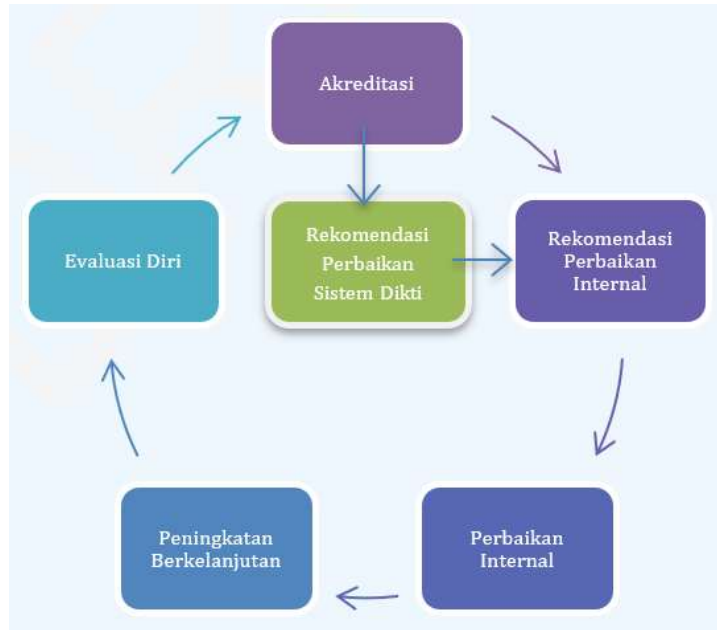 Akreditasi
Rekomendasi
Perbaikan
Sistem Dikti
Rekomendasi
Perbaikan
Internal
Perbaikan
Internal
Peningkatan
Berkelanjutan
Evaluasi Diri